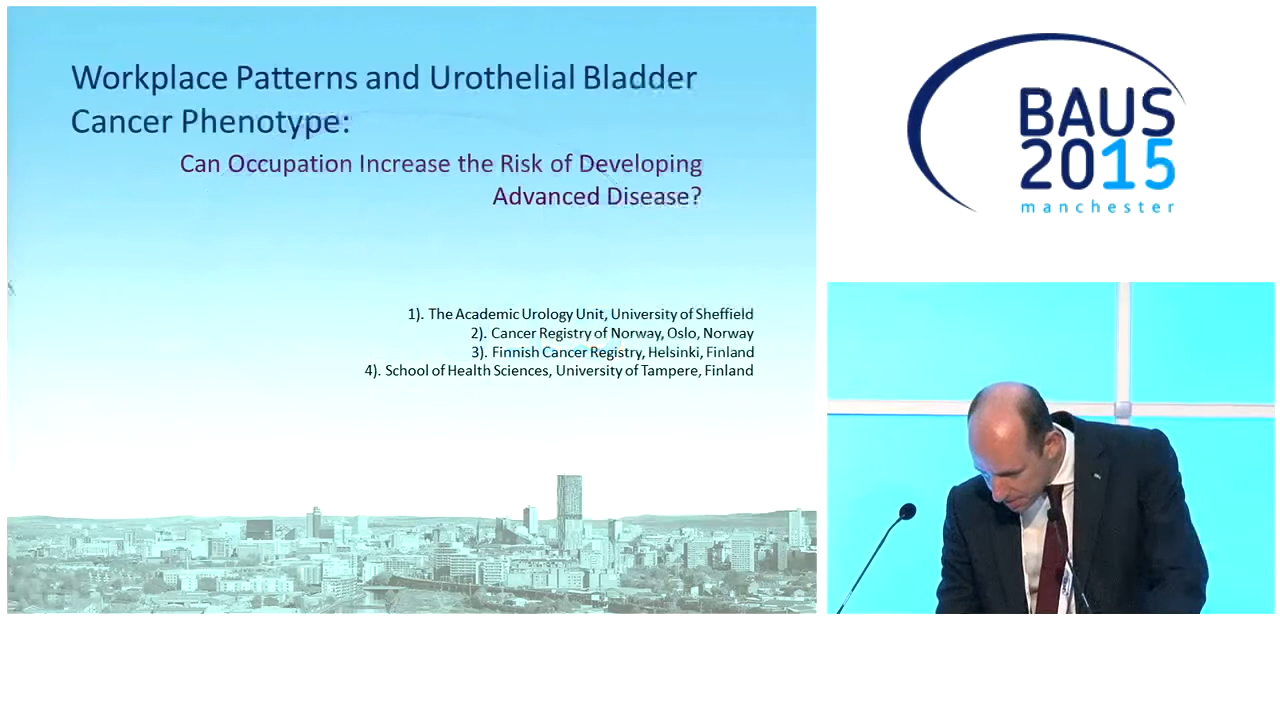 Workplace Patterns and Urothelial Bladder
Cancer Phenotype:
Can Occupation Increase the Risk of Developing
Advanced Disease?
1). The Academic Urology Unit, University of Sheffield
2). Cancer Registry of Norway, Oslo, Norway
3). Finnish Cancer Registry, Helsinki, Finland
4). School of Health Sciences, University of Tampere, Finland
BAUS
2015
manchester